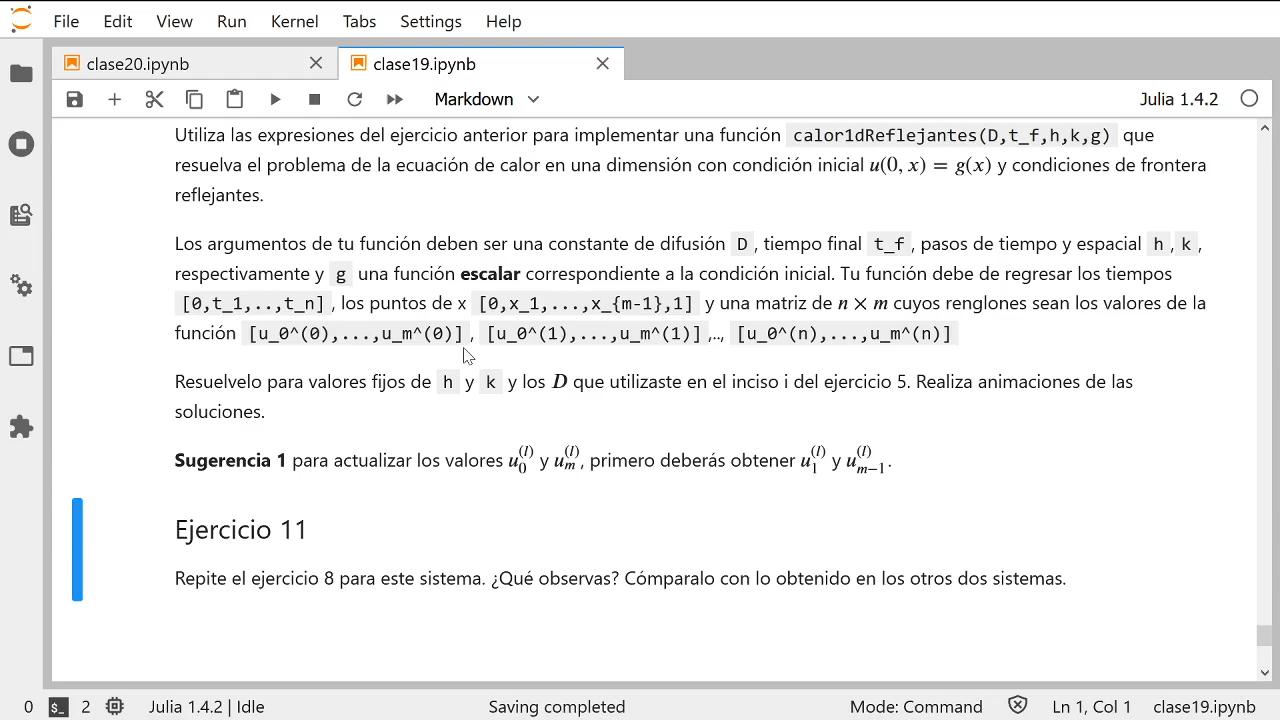 File Edit View Run Kernel Tabs Settings Help
clase20.ipynb clase19.ipynb
Markdown Julia 1.4.2
Utiliza las expresiones del ejercicio anterior para implementar una función calor1dReflejantes(D,t_f,h,k,g) que
resuelva el problema de la ecuación de calor en una dimensión con condición inicial u(0, x) = g(x) y condiciones de frontera
reflejantes.
Los argumentos de tu función deben ser una constante de difusión D , tiempo final t_f , pasos de tiempo y espacial h , k ,
respectivamente y g una función escalar correspondiente a la condición inicial. Tu función debe de regresar los tiempos
[0,t_1,..,t_n] , los puntos de x [0,x_1,...,x_{m-1},1] y una matriz de n × m cuyos renglones sean los valores de la
función [u_0^(0),...,u_m^(0)] , [u_0^(1),...,u_m^(1)] ,.., [u_0^(n),...,u_m^(n)]
Resuelvelo para valores fijos de h y k y los D que utilizaste en el inciso i del ejercicio 5. Realiza animaciones de las
soluciones.
Sugerencia 1 para actualizar los valores u_0^(l) y u_m^(l), primero deberás obtener u_1^(l) y u_{m-1}^(l).
Ejercicio 11
Repite el ejercicio 8 para este sistema. ¿Qué observas? Cómparalo con lo obtenido en los otros dos sistemas.
0 $_ 2 Julia 1.4.2 | Idle Saving completed Mode: Command Ln 1, Col 1 clase19.ipynb